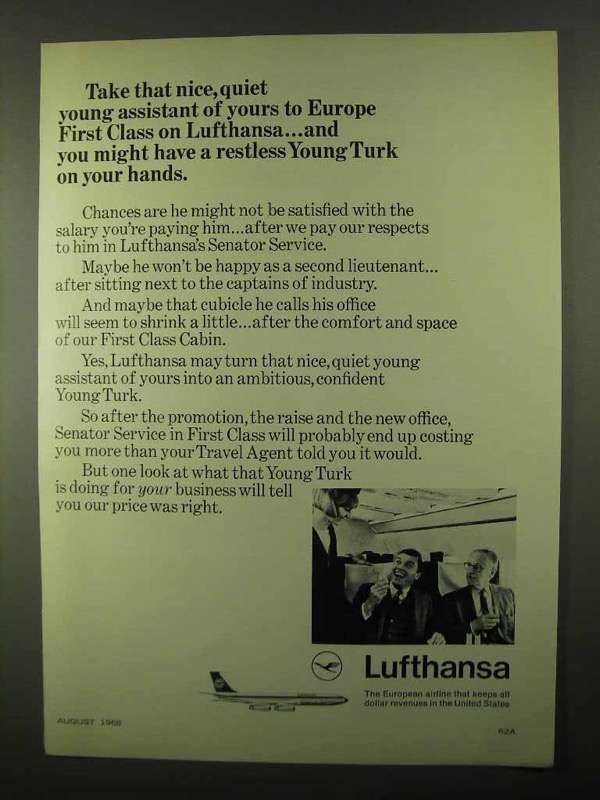 Take that nice, quiet
young assistant of yours to Europe
First Class on Lufthansa...and
you might have a restless Young Turk
on your hands.
Chances are he might not be satisfied with the
salary you're paying him...after we pay our respects
to him in Lufthansa's Senator Service.
Maybe he won't be happy as a second lieutenant...
after sitting next to the captains of industry.
And maybe that cubicle he calls his office
will seem to shrink a little...after the comfort and space
of our First Class Cabin.
Yes, Lufthansa may turn that nice, quiet young
assistant of yours into an ambitious, confident
Young Turk.
So after the promotion, the raise and the new office,
Senator Service in First Class will probably end up costing
you more than your Travel Agent told you it would.
But one look at what that Young Turk
is doing for your business will tell
you our price was right.
Lufthansa
The European airline that keeps all
dollar revenues in the United States
AUGUST 1968
62A